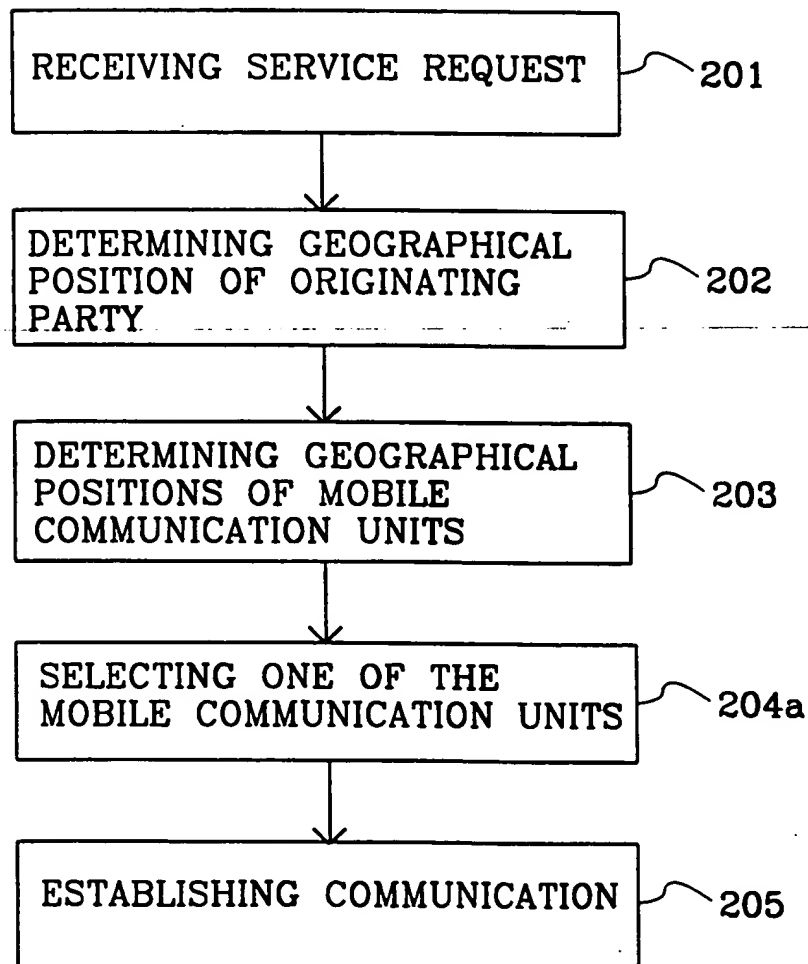 RECEIVING SERVICE REQUEST
201
DETERMINING GEOGRAPHICAL
POSITION OF ORIGINATING
PARTY
202
DETERMINING GEOGRAPHICAL
POSITIONS OF MOBILE
COMMUNICATION UNITS
203
SELECTING ONE OF THE
MOBILE COMMUNICATION UNITS
204a
ESTABLISHING COMMUNICATION
205